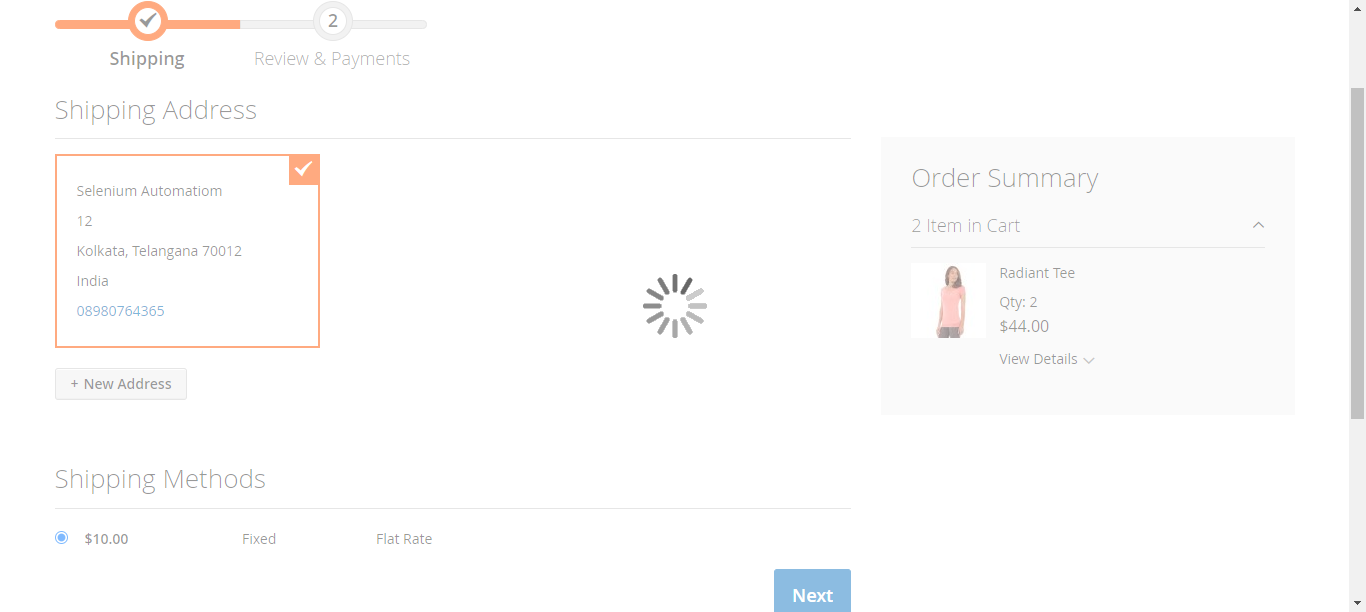 2
Shipping
Review & Payments
Shipping Address
Selenium Automatiom
12
Kolkata, Telangana 70012
India
08980764365
+ New Address
Order Summary
2 Item in Cart
Radiant Tee
Qty: 2
$44.00
View Details
Shipping Methods
$10.00 Fixed Flat Rate
Next